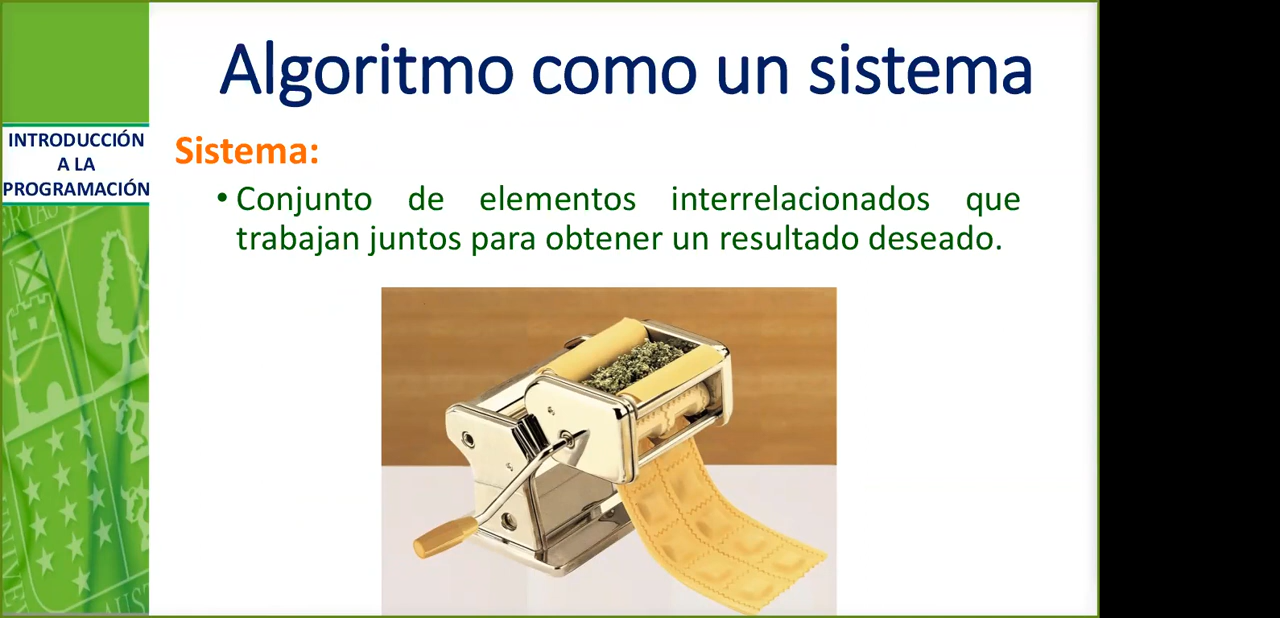 Algoritmo como un sistema
INTRODUCCIÓN
A LA
PROGRAMACIÓN
Sistema:
• Conjunto de elementos interrelacionados que
trabajan juntos para obtener un resultado deseado.